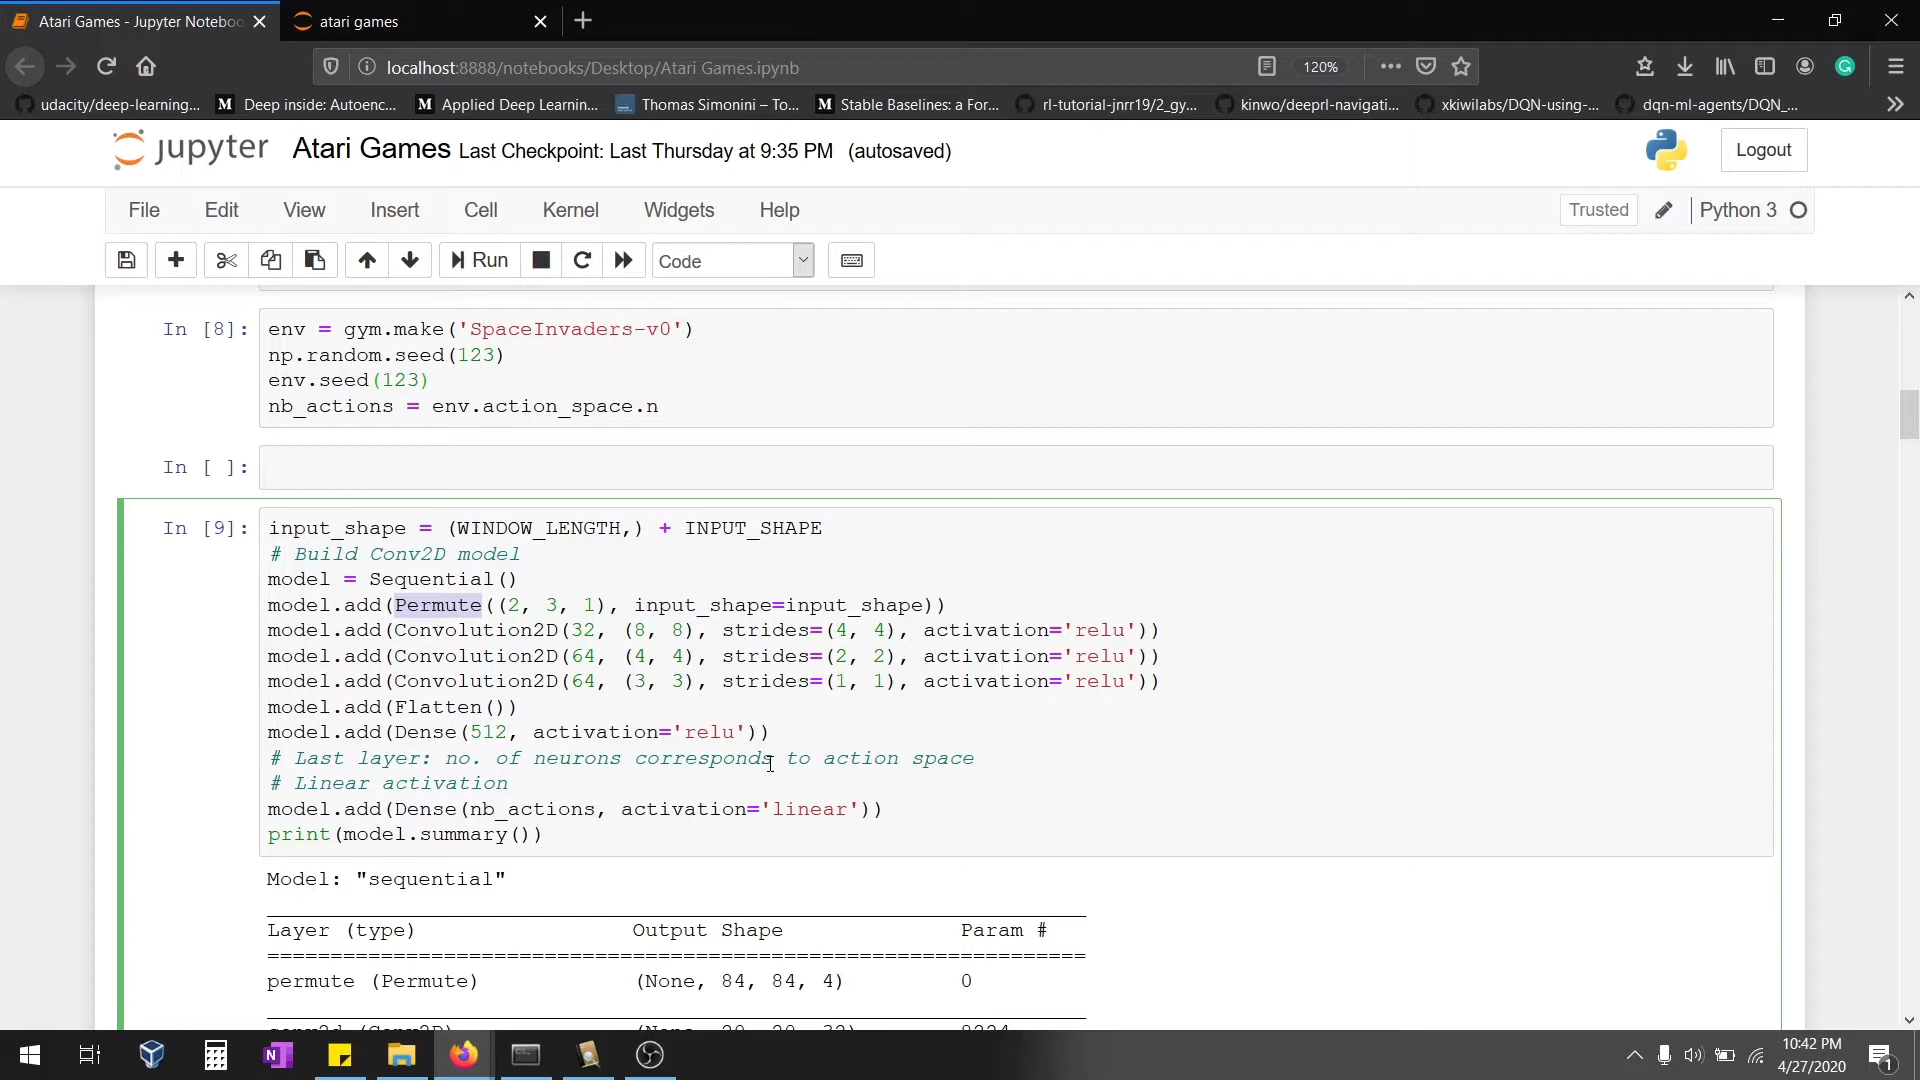 Atari Games - Jupyter Noteboo
atari games
localhost:8888/notebooks/Desktop/Atari Games.ipynb
120%
udacity/deep-learning...
Deep inside: Autoenc...
Applied Deep Learnin...
Thomas Simonini – To...
Stable Baselines: a For...
rl-tutorial-jnrr19/2_gy...
kinwo/deeprl-navigati...
xkiwilabs/DQN-using-...
dqn-ml-agents/DQN_...
jupyter
Atari Games Last Checkpoint: Last Thursday at 9:35 PM (autosaved)
Logout
File Edit View Insert Cell Kernel Widgets Help
Trusted
Python 3
Run
Code
In [8]:
env = gym.make('SpaceInvaders-v0')
np.random.seed(123)
env.seed(123)
nb_actions = env.action_space.n
In [ ]:
In [9]:
input_shape = (WINDOW_LENGTH,) + INPUT_SHAPE
# Build Conv2D model
model = Sequential()
model.add(Permute((2, 3, 1), input_shape=input_shape))
model.add(Convolution2D(32, (8, 8), strides=(4, 4), activation='relu'))
model.add(Convolution2D(64, (4, 4), strides=(2, 2), activation='relu'))
model.add(Convolution2D(64, (3, 3), strides=(1, 1), activation='relu'))
model.add(Flatten())
model.add(Dense(512, activation='relu'))
# Last layer: no. of neurons corresponds to action space
# Linear activation
model.add(Dense(nb_actions, activation='linear'))
print(model.summary())
Model: "sequential"
Layer (type) Output Shape Param #
=================================================================
permute (Permute) (None, 84, 84, 4) 0
10:42 PM
4/27/2020
1